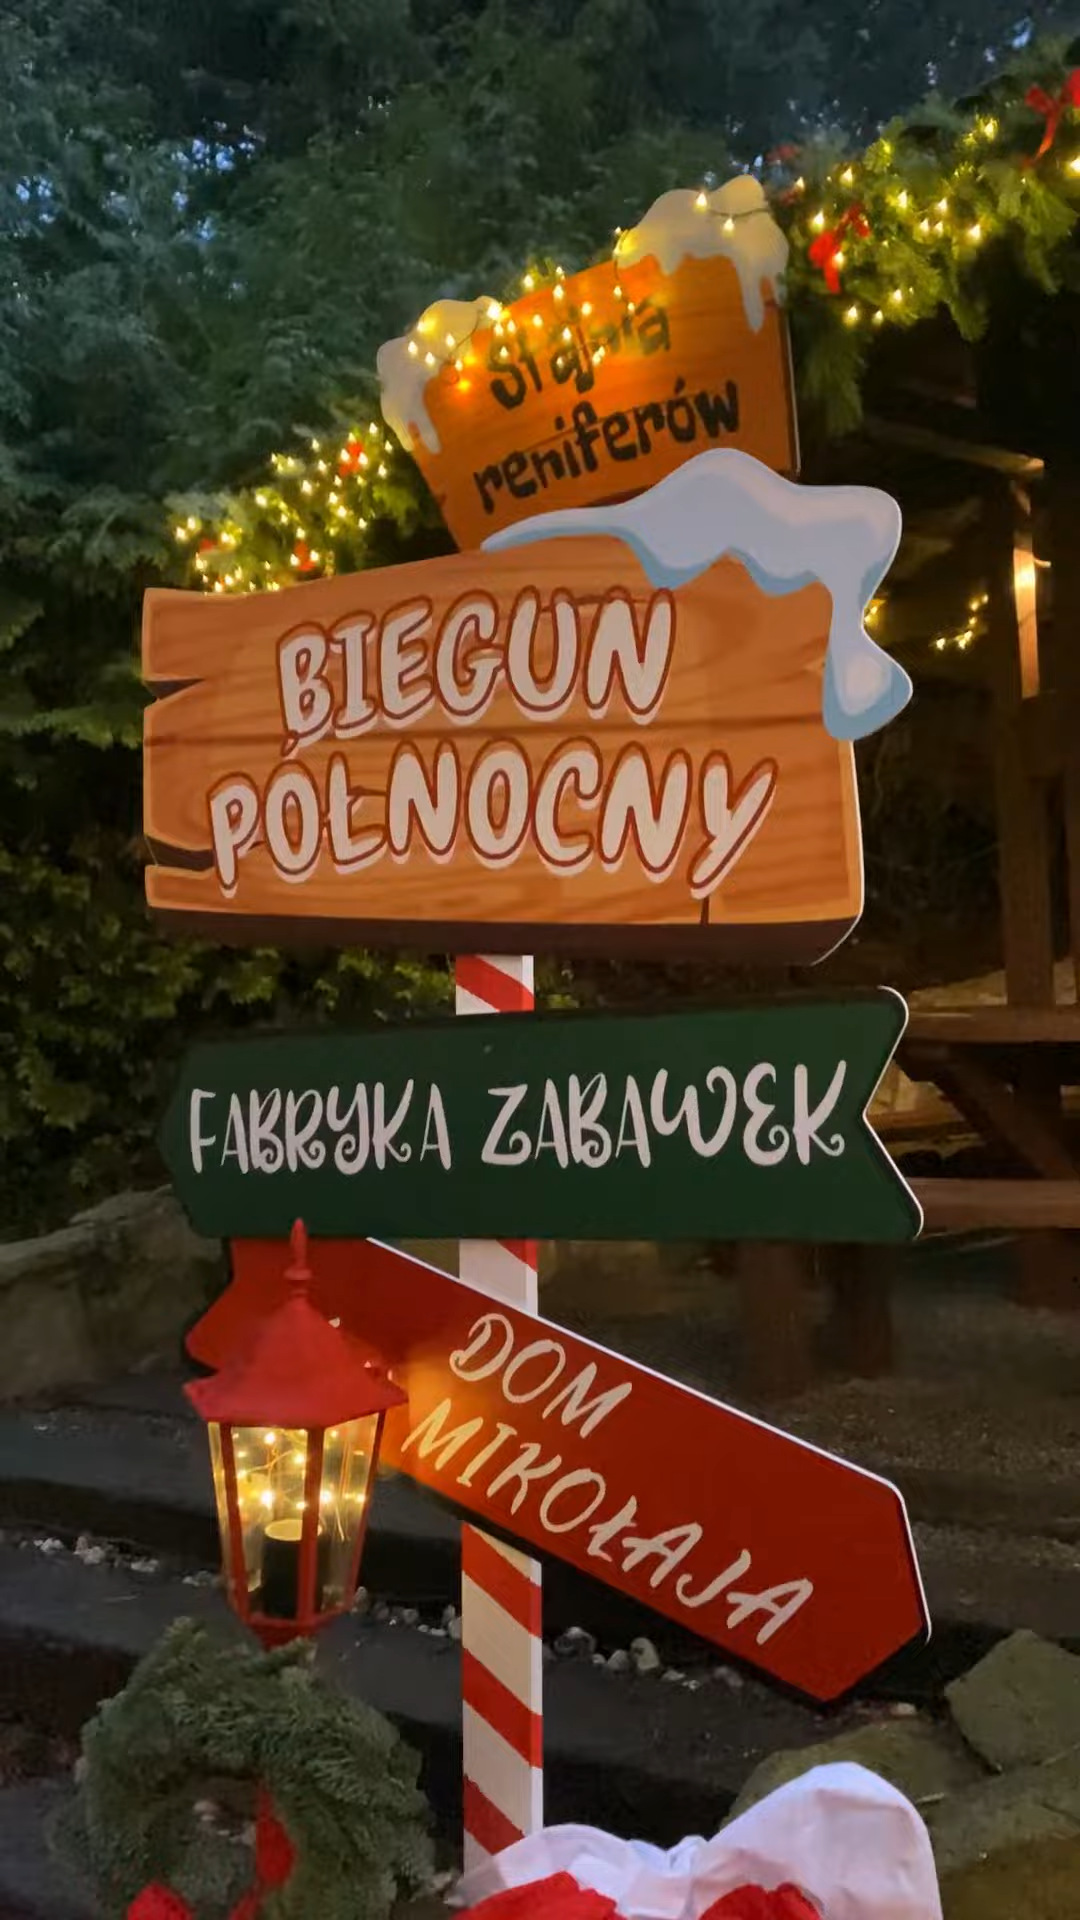 Stajnia
reniferów
BIEGUN
PÓŁNOCNY
FABRYKA ZABAWEK
DOM
MIKOŁAJA